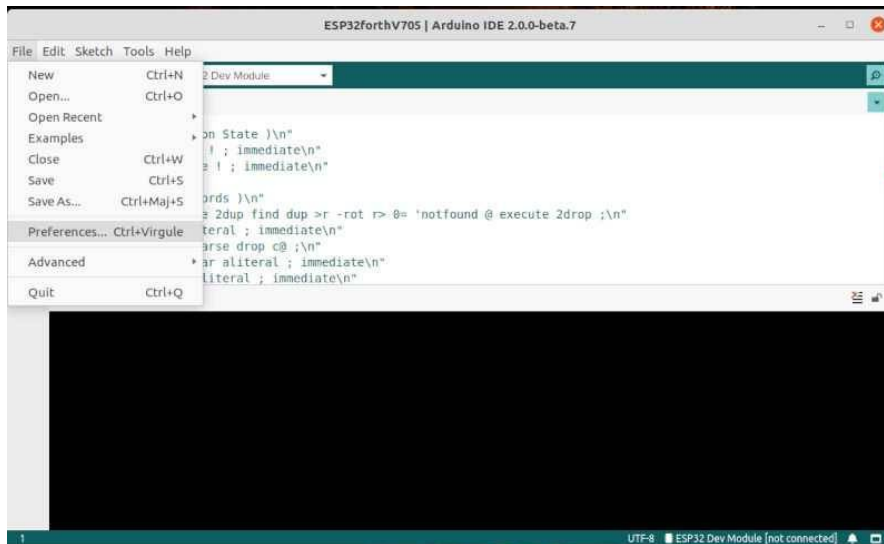 ESP32forthV705 | Arduino IDE 2.0.0-beta.7
File Edit Sketch Tools Help
New Ctrl+N
Open... Ctrl+O
Open Recent
Examples
Close Ctrl+W
Save Ctrl+S
Save As... Ctrl+Maj+S
Preferences... Ctrl+Virgule
Advanced
Quit Ctrl+Q
2 Dev Module
on State )\n"
! ; immediate\n"
e ! ; immediate\n"
ords )\n"
e 2dup find dup >r -rot r> 0= 'notfound @ execute 2drop ;\n"
teral ; immediate\n"
arse drop c@ ;\n"
ar aliteral ; immediate\n"
literal ; immediate\n"
1 UTF-8 ESP32 Dev Module [not connected]